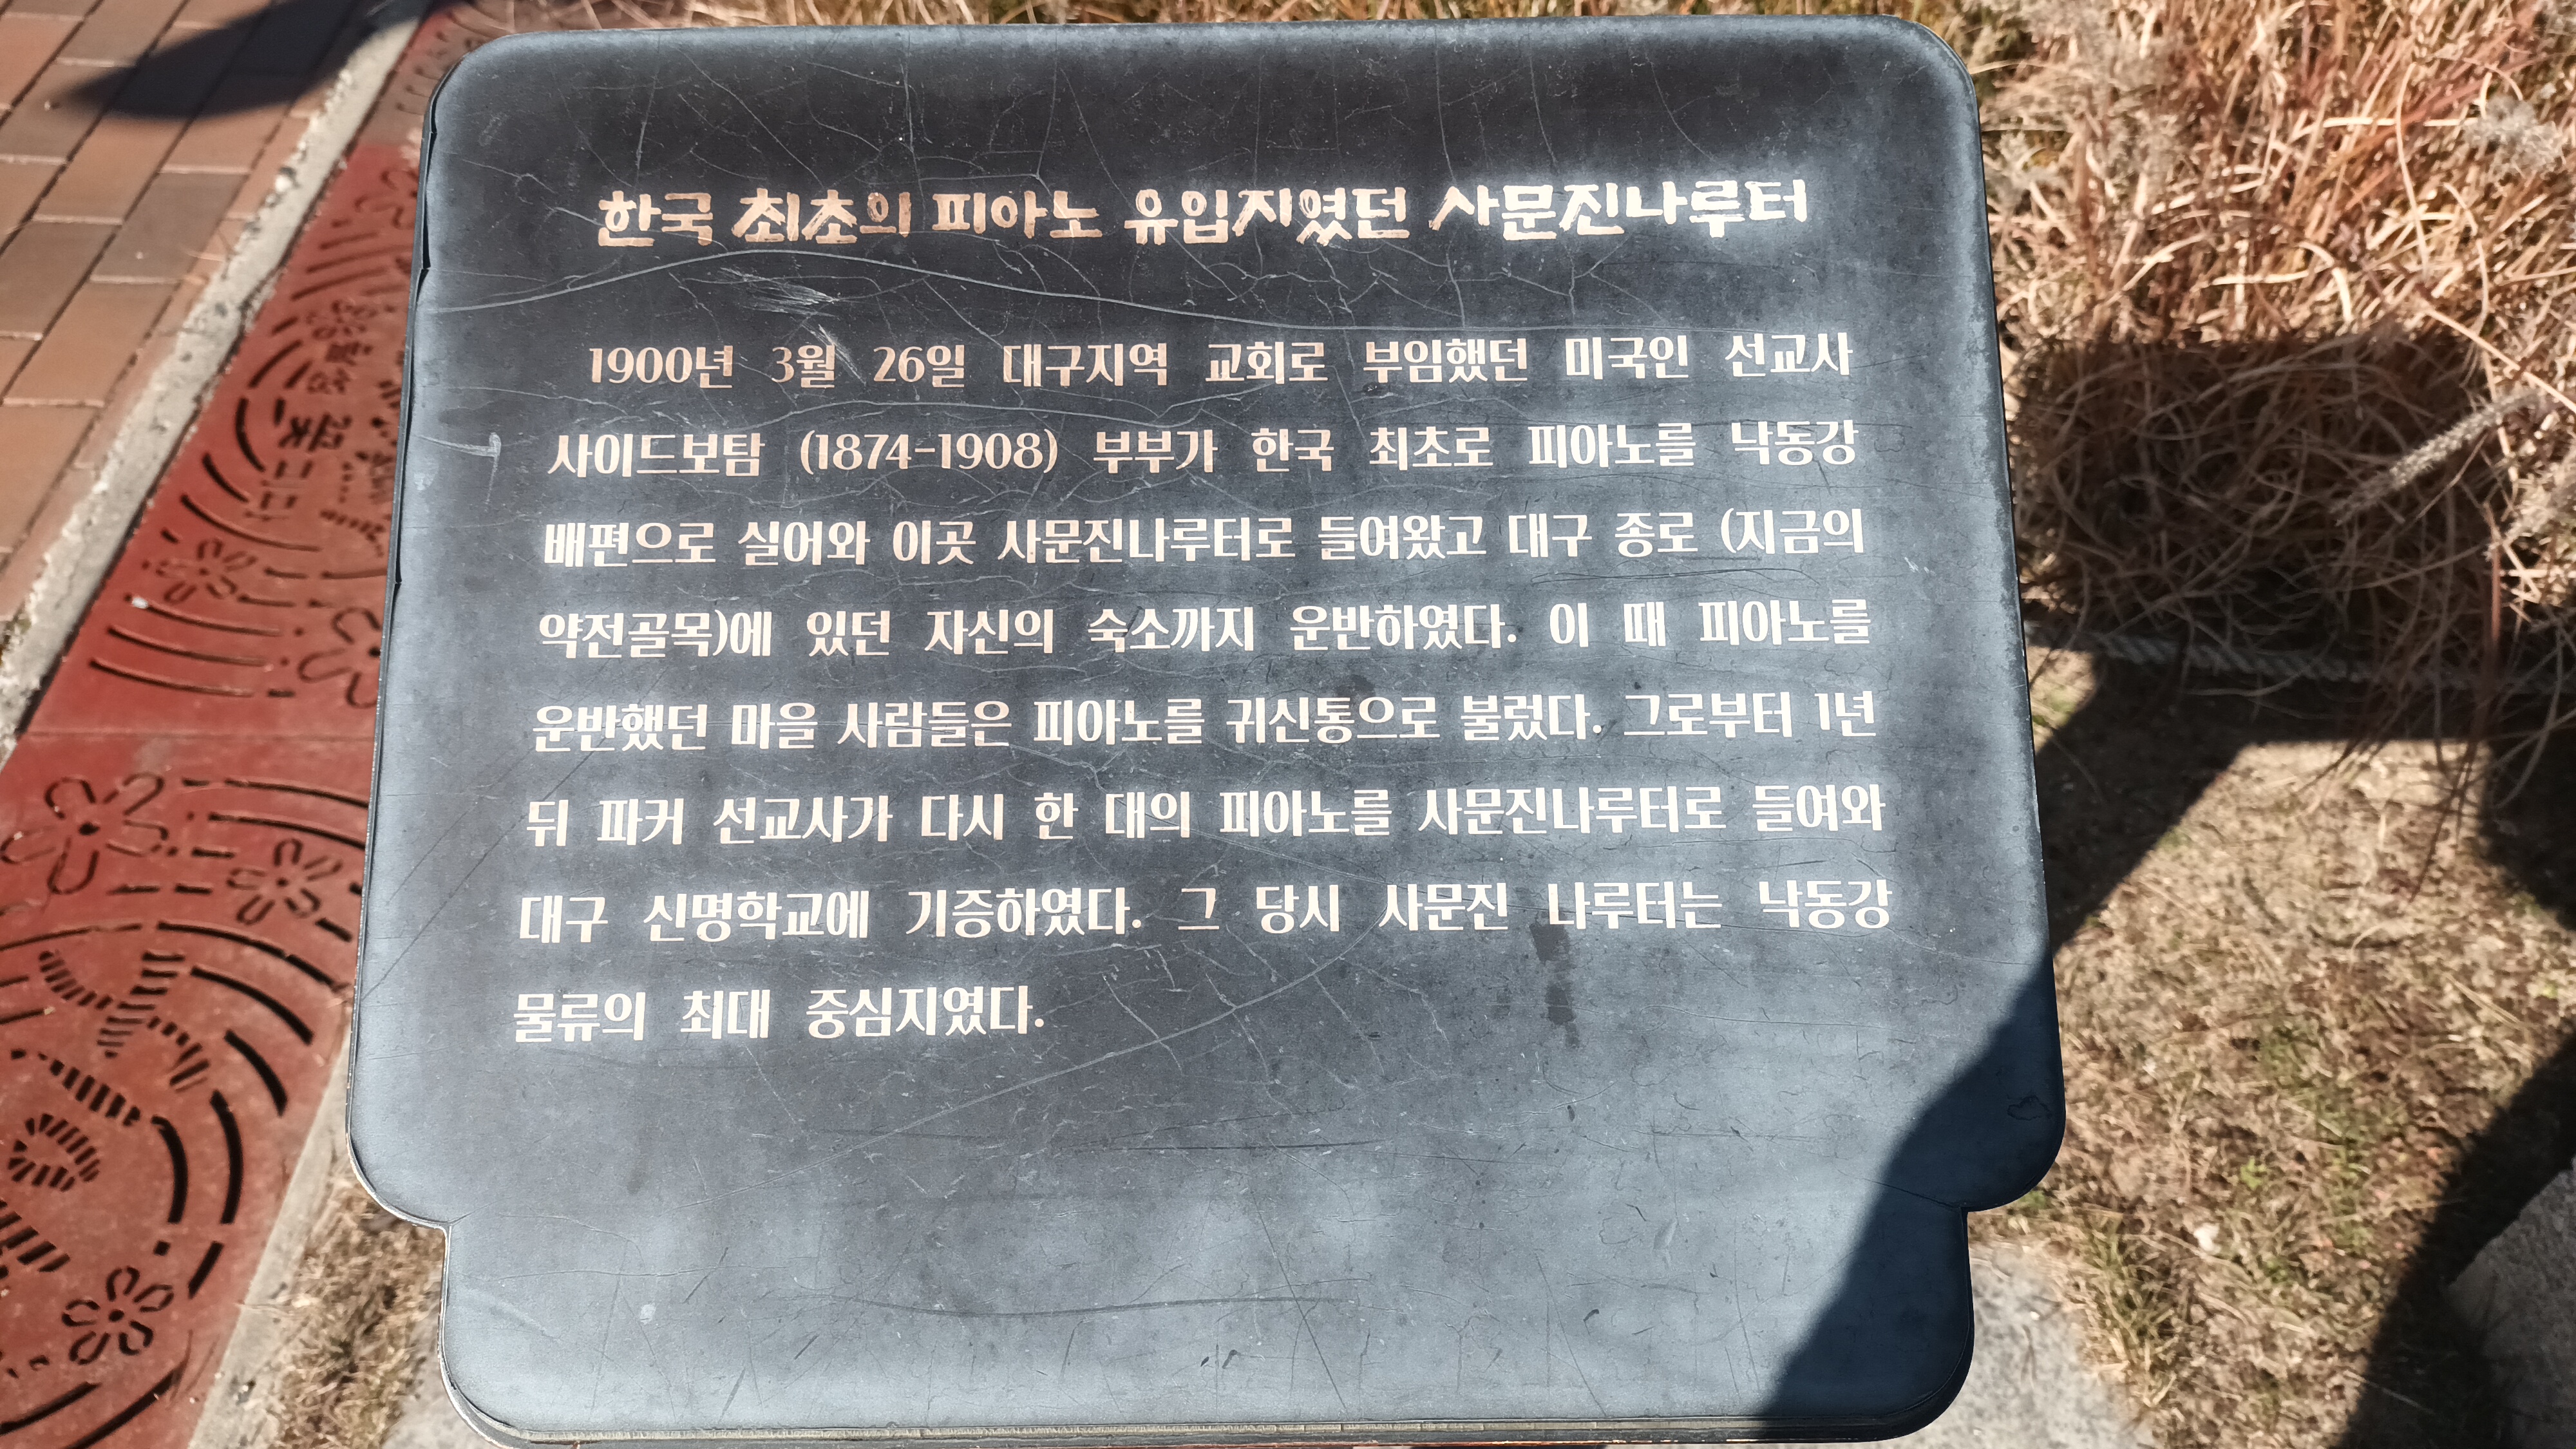 한국 최초의 피아노 유입지였던 사문진나루터
1900년 3월 26일 대구지역 교회로 부임했던 미국인 선교사
사이드보탐 (1874-1908) 부부가 한국 최초로 피아노를 낙동강
배편으로 실어와 이곳 사문진나루터로 들여왔고 대구 종로 (지금의
약전골목)에 있던 자신의 숙소까지 운반하였다. 이 때 피아노를
운반했던 마을 사람들은 피아노를 귀신통으로 불렀다. 그로부터 1년
뒤 파커 선교사가 다시 한 대의 피아노를 사문진나루터로 들여와
대구 신명학교에 기증하였다. 그 당시 사문진 나루터는 낙동강
물류의 최대 중심지였다.